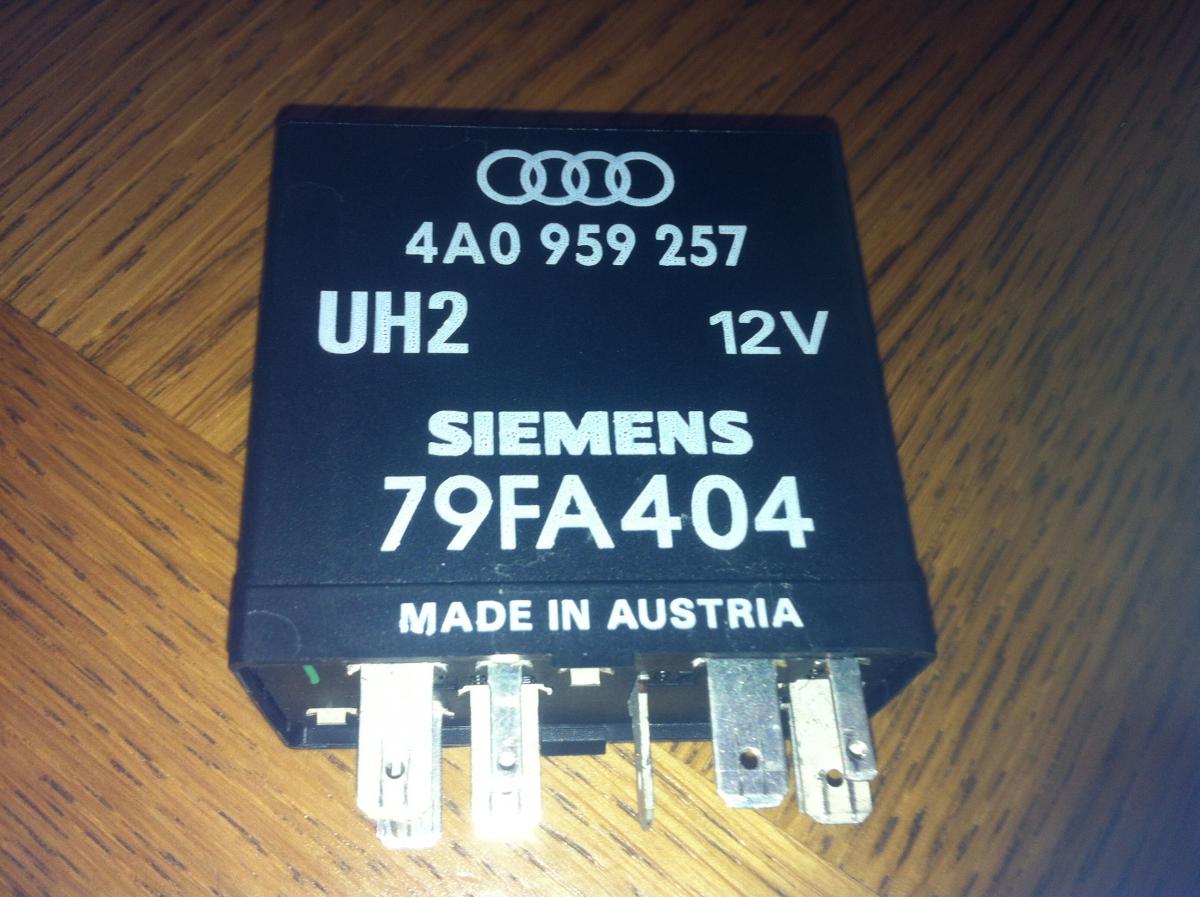 4A0 959 257
UH2 12V
SIEMENS
79FA404
MADE IN AUSTRIA